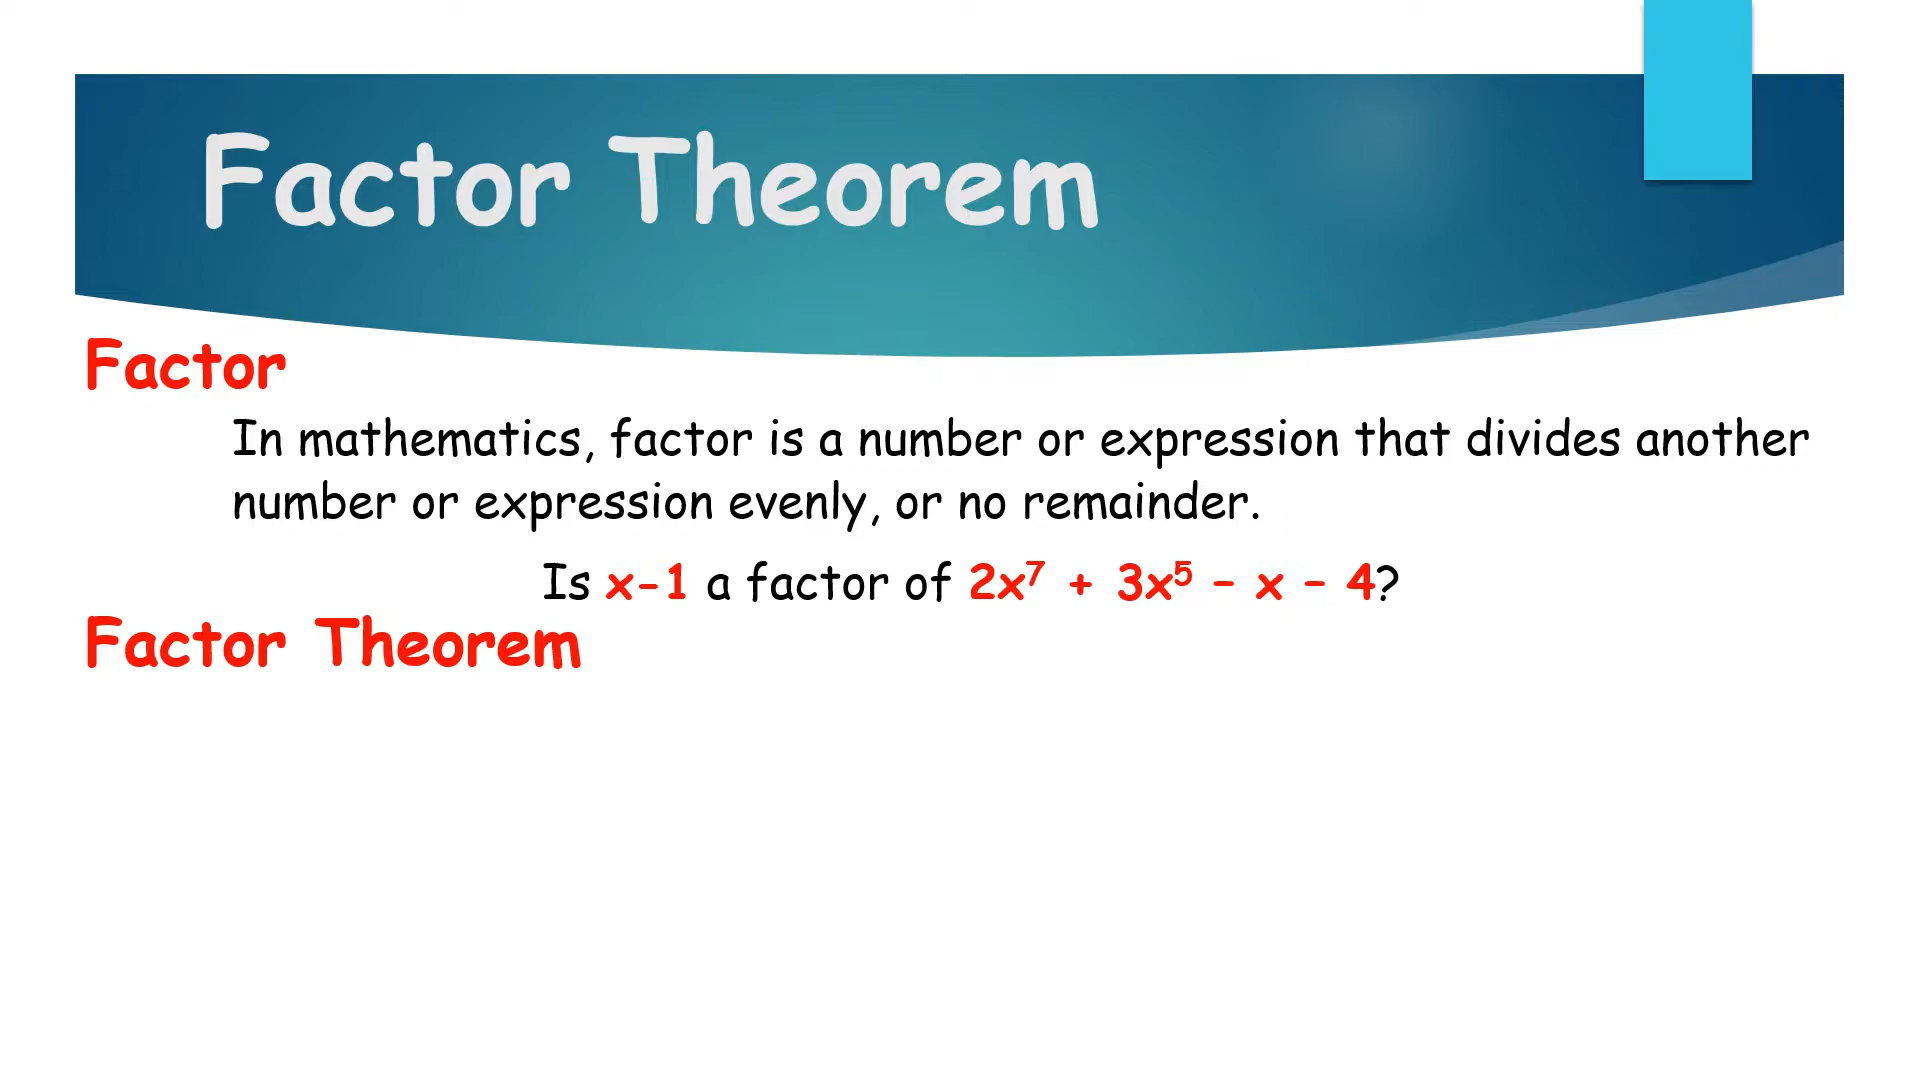 Factor Theorem
Factor
In mathematics, factor is a number or expression that divides another
number or expression evenly, or no remainder.
Is x-1 a factor of 2x⁷ + 3x⁵ – x – 4?
Factor Theorem